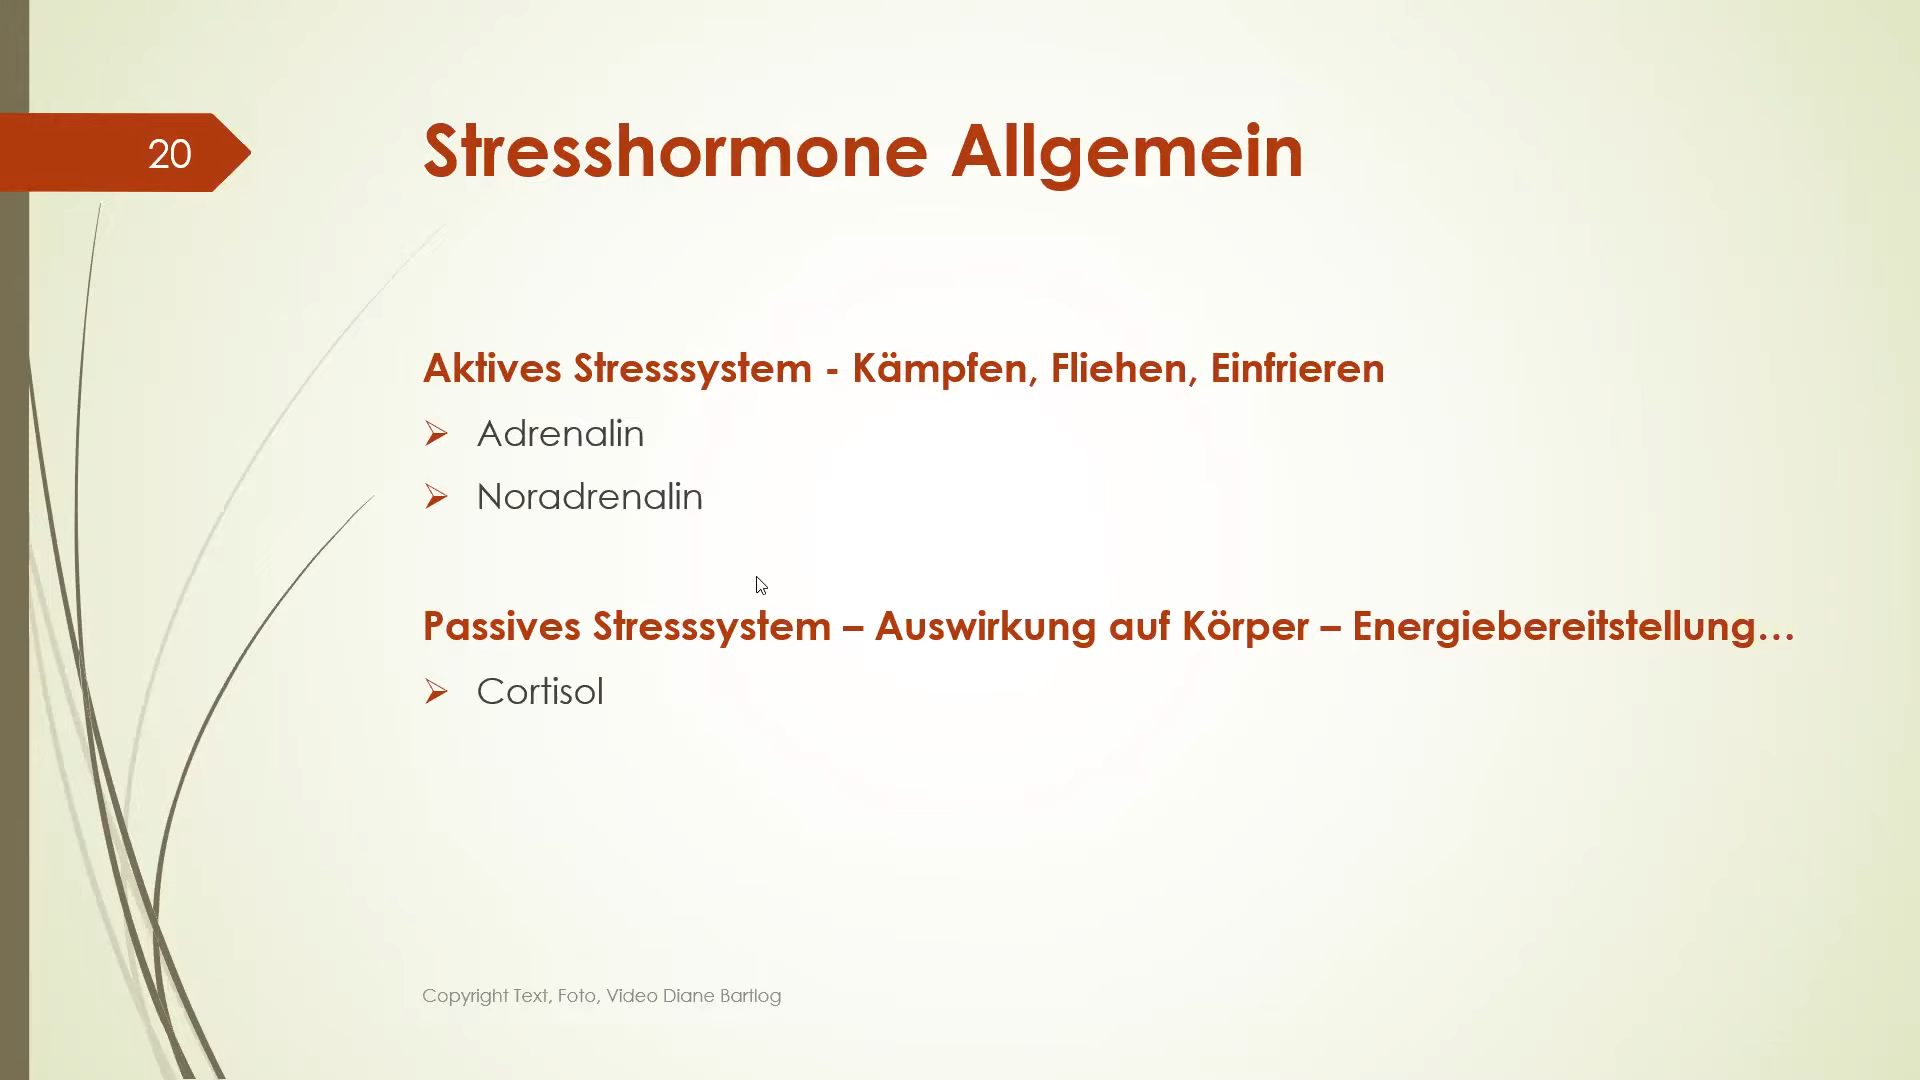 20
Stresshormone Allgemein
Aktives Stresssystem - Kämpfen, Fliehen, Einfrieren
Adrenalin
Noradrenalin
Passives Stresssystem – Auswirkung auf Körper – Energiebereitstellung…
Cortisol
Copyright Text, Foto, Video Diane Bartlog